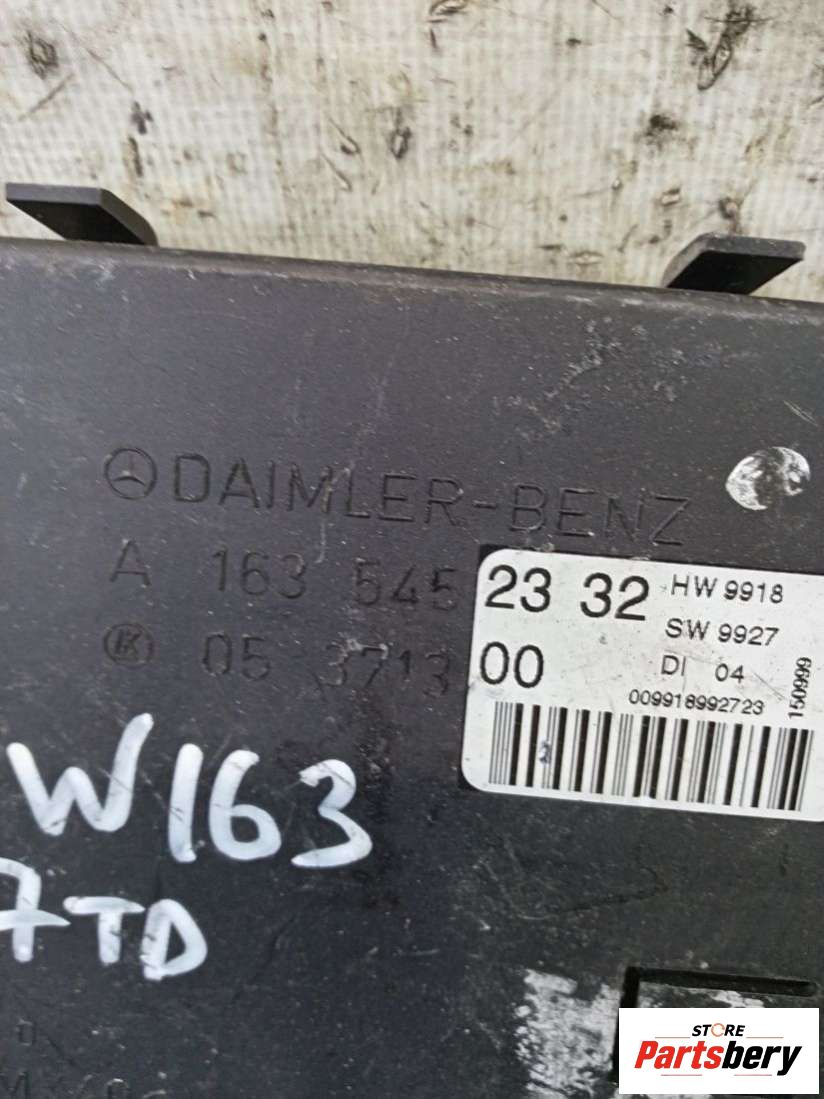 DAIMLER-BENZ
A 163 545 23 32
05 3713 00
HW 9918
SW 9927
DI 04
009918992723
150999
W163
7TD
STORE
Partsbery